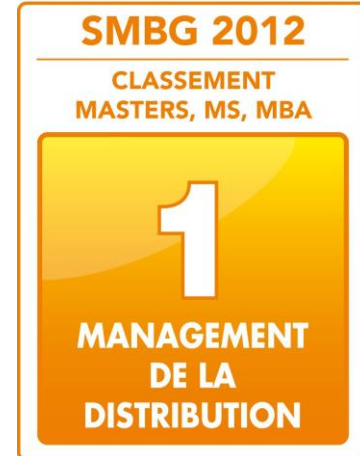 SMBG 2012
CLASSEMENT
MASTERS, MS, MBA
1
MANAGEMENT
DE LA
DISTRIBUTION